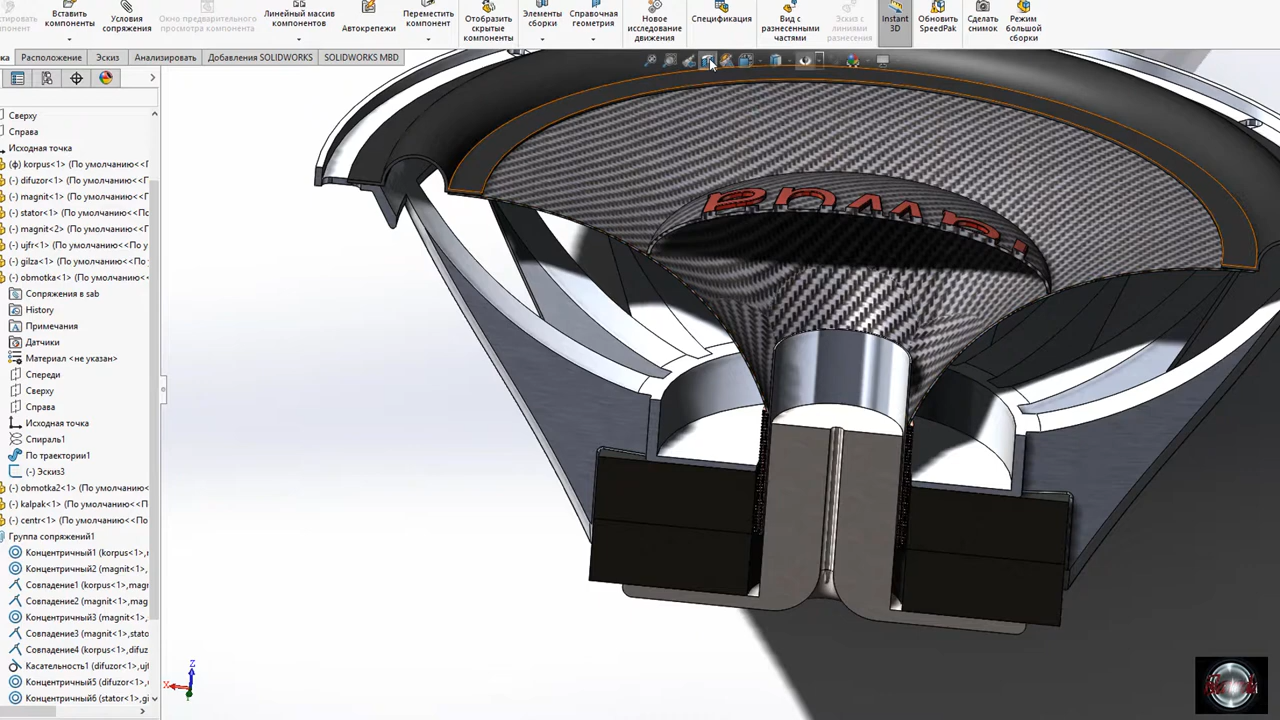 Вставить компоненты
Условия сопряжения
Окно предварительного просмотра компонента
Линейный массив компонентов
Автокрепежи
Переместить компонент
Отобразить скрытые компоненты
Элементы сборки
Справочная геометрия
Новое исследование движения
Спецификация
Вид с разнесенными частями
Эскиз с линиями разнесения
Instant 3D
Обновить SpeedPak
Сделать снимок
Режим большой сборки
Расположение
Эскиз
Анализировать
Добавления SOLIDWORKS
SOLIDWORKS MBD
Сверху
Справа
Исходная точка
(ф) korpus<1> (По умолчанию<<Г
(-) difuzor<1> (По умолчанию<<
(-) magnit<1> (По умолчанию<<Г
(-) stator<1> (По умолчанию<<
(-) magnit<2> (По умолчанию<<Г
(-) ujfr<1> (По умолчанию<<По
(-) gilza<1> (По умолчанию<<По
(-) obmotka<1> (По умолчанию<
Сопряжения в sab
History
Примечания
Датчики
Материал <не указан>
Спереди
Сверху
Справа
Исходная точка
Спираль1
По траектории1
(-) Эскиз3
(-) obmotka2<1> (По умолчанию
(-) kalpak<1> (По умолчанию<<П
(-) centr<1> (По умолчанию<<По
Группа сопряжений1
Концентричный1 (korpus<1>,
Концентричный2 (magnit<1>,
Совпадение1 (korpus<1>,magr
Совпадение2 (magnit<1>,mag
Концентричный3 (magnit<1>,
Совпадение3 (magnit<1>,stato
Совпадение4 (korpus<1>,difuz
Касательность1 (difuzor<1>,ujf
Концентричный5 (difuzor<1>,
Концентричный6 (stator<1>,gi
Z
X